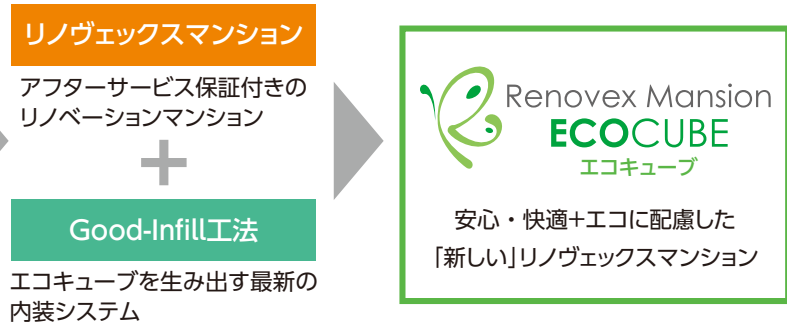 リノヴェックスマンション
アフターサービス保証付きの
リノベーションマンション
+
Good-Infill工法
エコキューブを生み出す最新の
内装システム
Renovex Mansion
ECOCUBE
エコキューブ
安心・快適+エコに配慮した
「新しい」リノヴェックスマンション